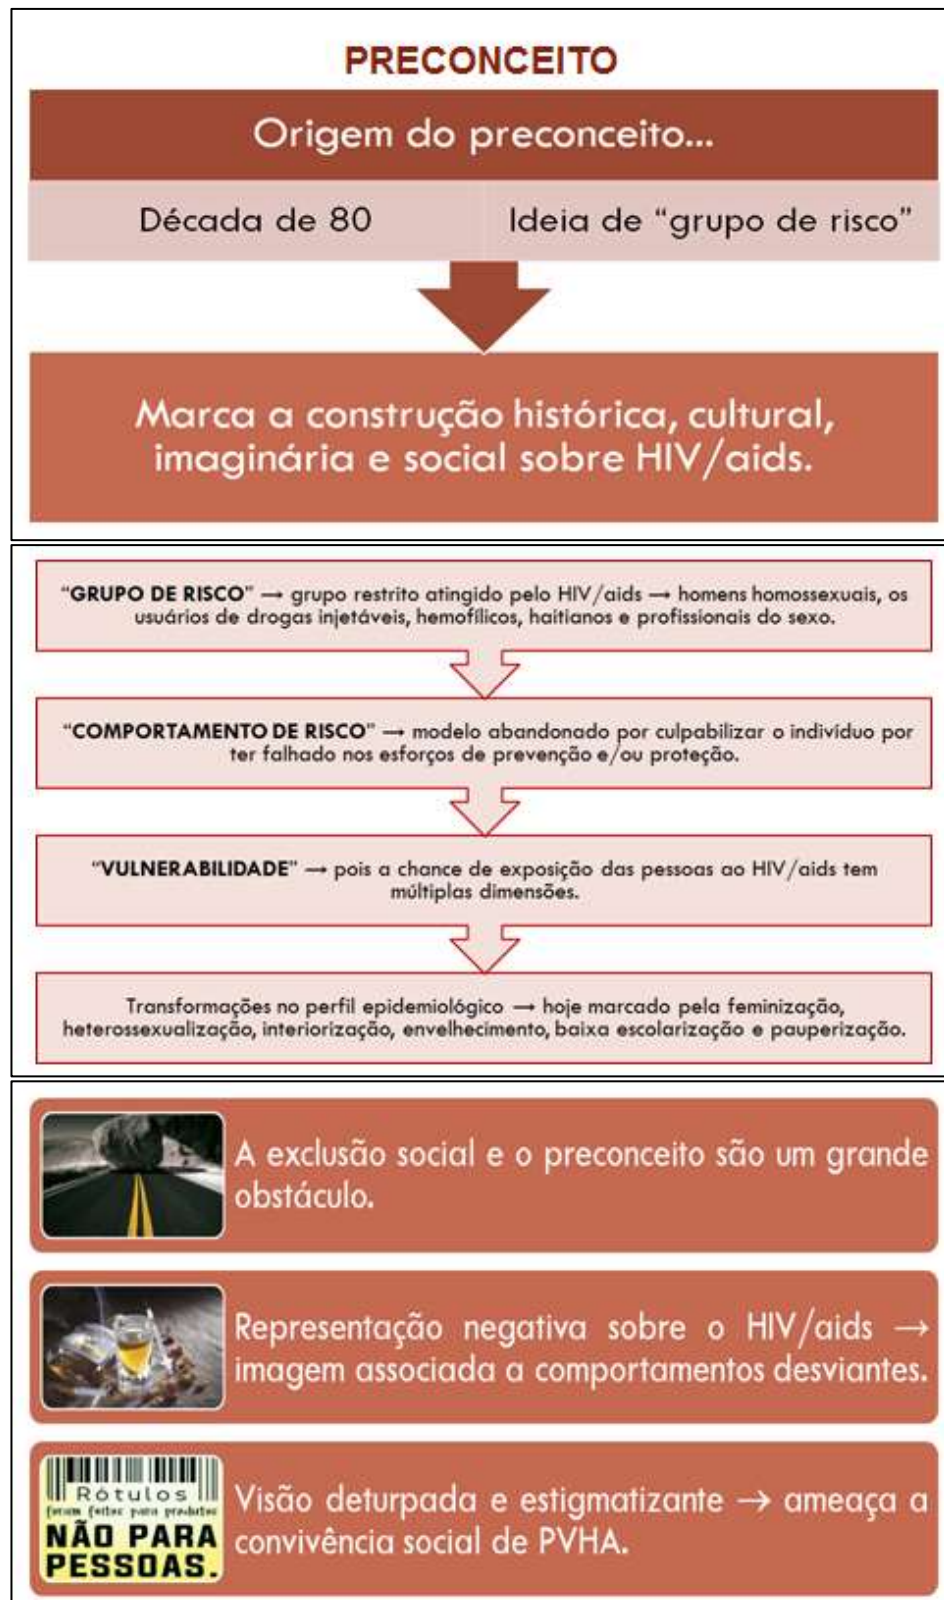 PRECONCEITO
Origem do preconceito...
Década de 80
Ideia de “grupo de risco”
Marca a construção histórica, cultural,
imaginária e social sobre HIV/aids.
“GRUPO DE RISCO” → grupo restrito atingido pelo HIV/aids → homens homossexuais, os
usuários de drogas injetáveis, hemofílicos, haitianos e profissionais do sexo.
“COMPORTAMENTO DE RISCO” → modelo abandonado por culpabilizar o indivíduo por
ter falhado nos esforços de prevenção e/ou proteção.
“VULNERABILIDADE” → pois a chance de exposição das pessoas ao HIV/aids tem
múltiplas dimensões.
Transformações no perfil epidemiológico → hoje marcado pela feminização,
heterossexualização, interiorização, envelhecimento, baixa escolarização e pauperização.
A exclusão social e o preconceito são um grande
obstáculo.
Representação negativa sobre o HIV/aids →
imagem associada a comportamentos desviantes.
Rótulos
foram feitos para produtos
NÃO PARA
PESSOAS.
Visão deturpada e estigmatizante → ameaça a
convivência social de PVHA.